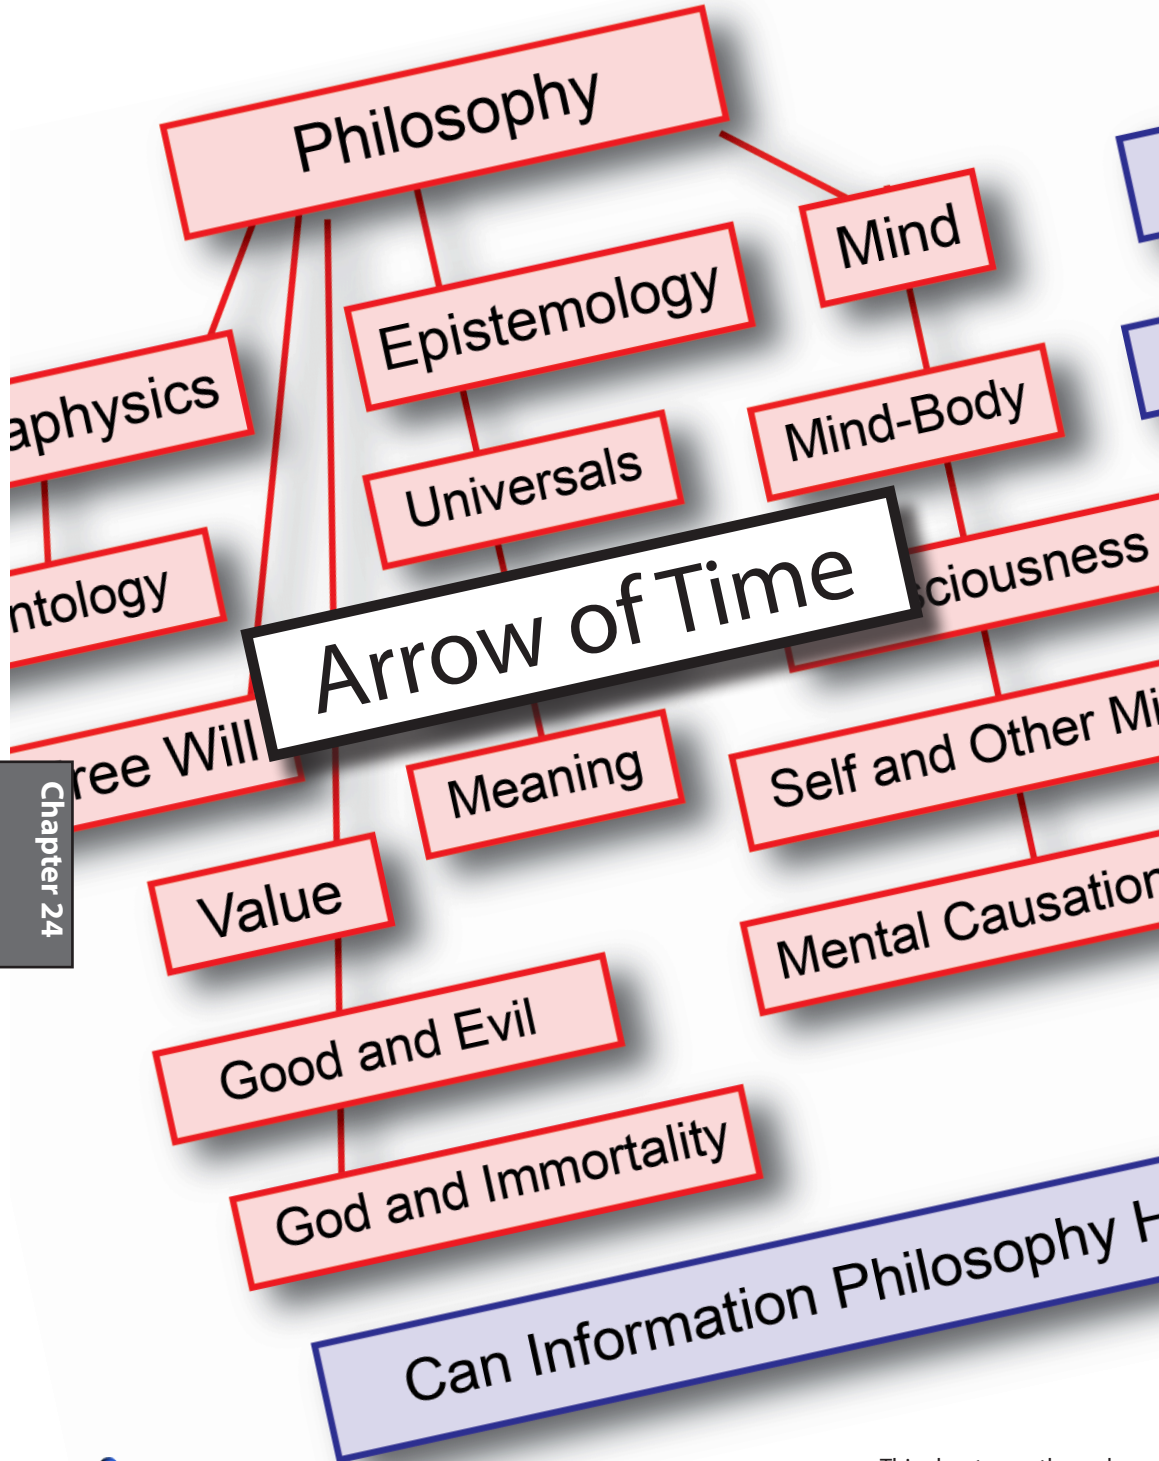 Philosophy
Mind
Epistemology
aphysics
Mind-Body
Universals
ntology
sciousness
Arrow of Time
ree Will
Meaning
Self and Other Mi
Chapter 24
Value
Mental Causation
Good and Evil
God and Immortality
Can Information Philosophy H